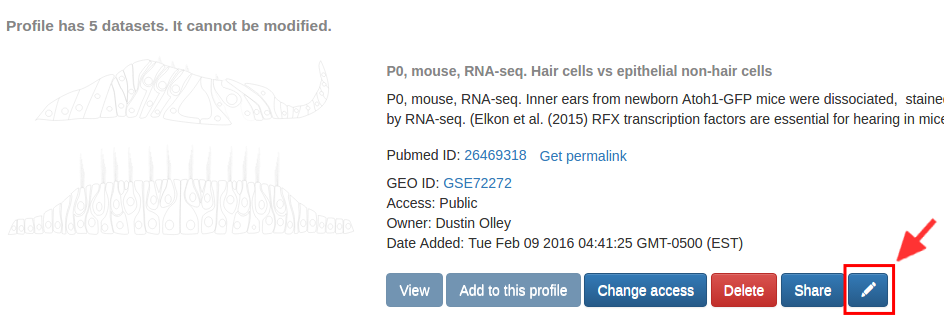 Profile has 5 datasets. It cannot be modified.
P0, mouse, RNA-seq. Hair cells vs epithelial non-hair cells
P0, mouse, RNA-seq. Inner ears from newborn Atoh1-GFP mice were dissociated, staine
by RNA-seq. (Elkon et al. (2015) RFX transcription factors are essential for hearing in mice
Pubmed ID: 26469318 Get permalink
GEO ID: GSE72272
Access: Public
Owner: Dustin Olley
Date Added: Tue Feb 09 2016 04:41:25 GMT-0500 (EST)
View Add to this profile Change access Delete Share